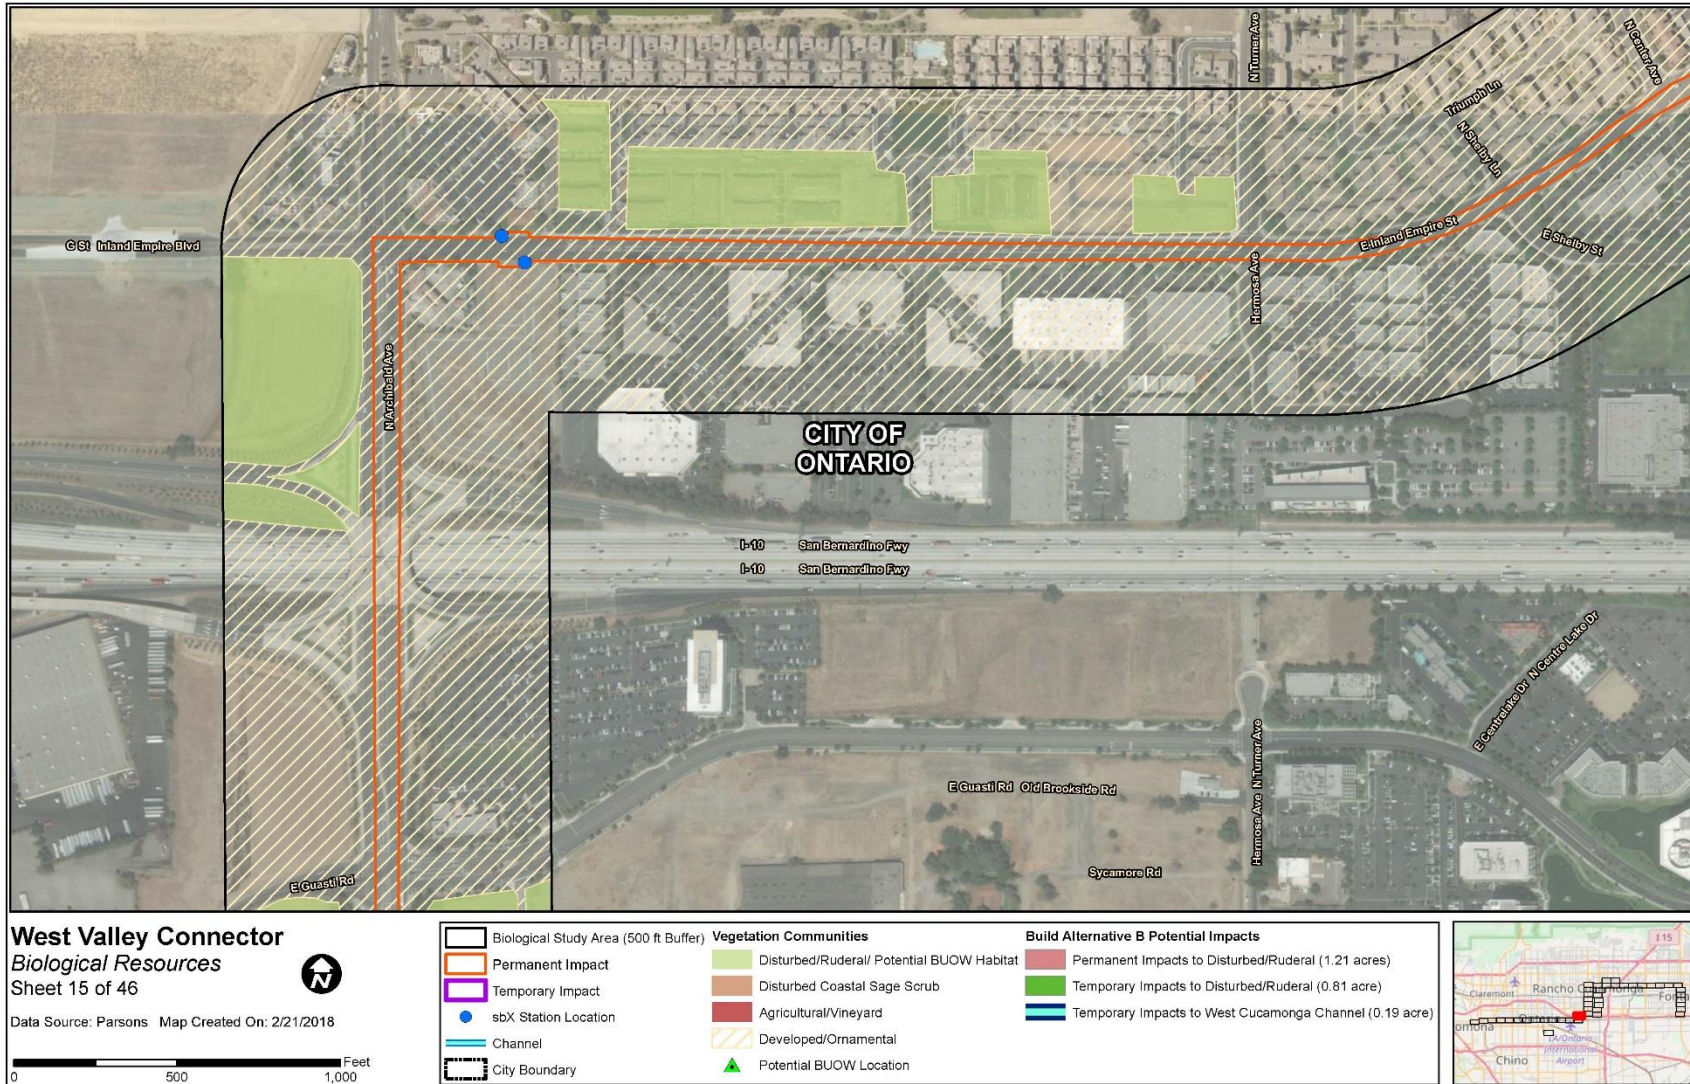 N Turner Ave
N Center Ave
Triumph Ln
N Shelby Ln
G St Inland Empire Blvd
E Inland Empire St
E Shelby St
Hermosa Ave
N Archibald Ave
CITY OF
ONTARIO
I- 10 San Bernardino Fwy
I- 10 San Bernardino Fwy
E Centrelake Dr N Centre Lake Dr
Hermosa Ave N Turner Ave
E Guasti Rd Old Brookside Rd
Sycamore Rd
E Guasti Rd
West Valley Connector
Biological Resources
Sheet 15 of 46
N
Data Source: Parsons Map Created On: 2/21/2018
Feet
0 500 1,000
Biological Study Area (500 ft Buffer)
Permanent Impact
Temporary Impact
sbX Station Location
Channel
City Boundary
Vegetation Communities
Disturbed/Ruderal/ Potential BUOW Habitat
Disturbed Coastal Sage Scrub
Agricultural/Vineyard
Developed/Ornamental
Potential BUOW Location
Build Alternative B Potential Impacts
Permanent Impacts to Disturbed/Ruderal (1.21 acres)
Temporary Impacts to Disturbed/Ruderal (0.81 acre)
Temporary Impacts to West Cucamonga Channel (0.19 acre)
I 15
Claremont
Rancho
Chino
LA/Ontario
International
Airport